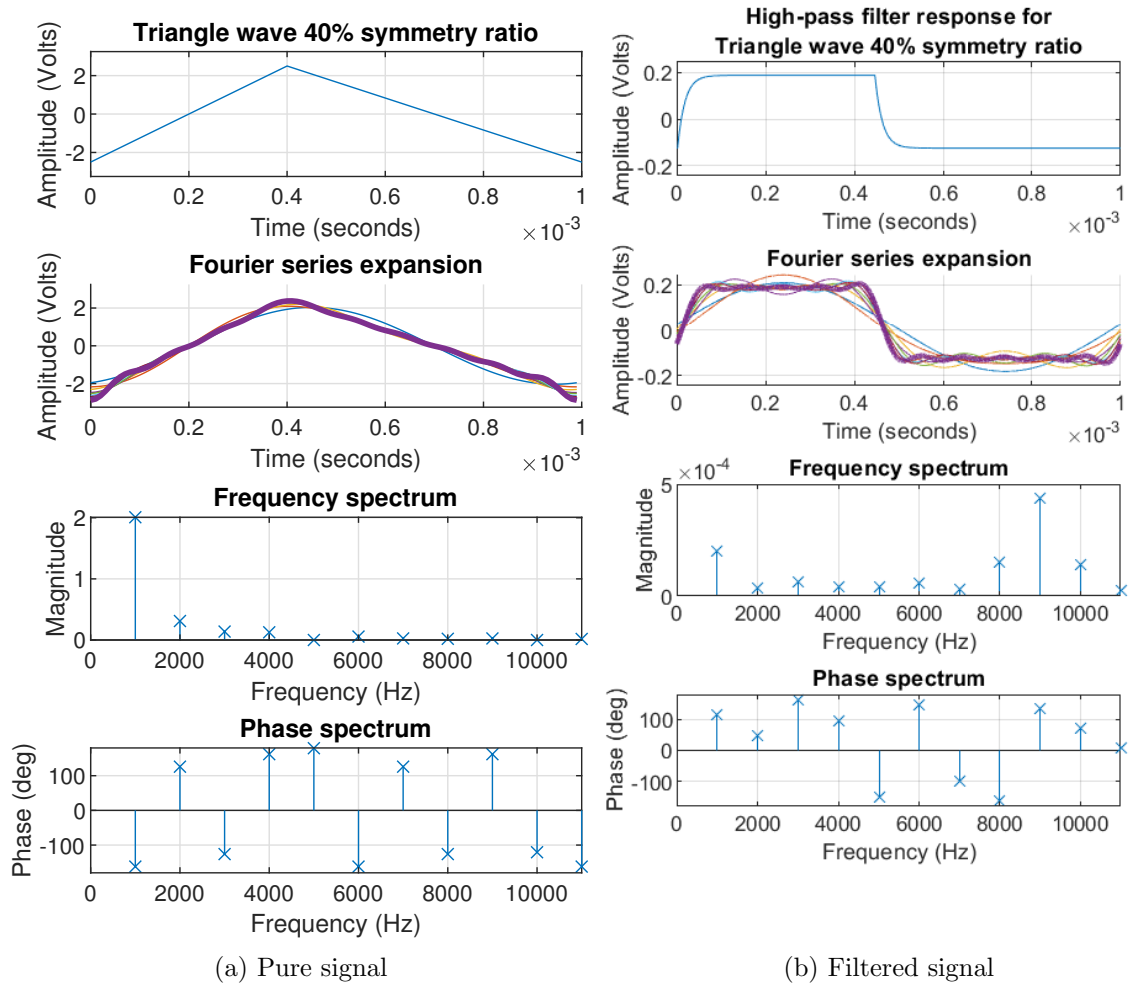 Triangle wave 40% symmetry ratio
Amplitude (Volts)
2
0
-2
0 0.2 0.4 0.6 0.8 1
Time (seconds)
×10-3
Fourier series expansion
Amplitude (Volts)
2
0
-2
0 0.2 0.4 0.6 0.8 1
Time (seconds)
×10-3
Frequency spectrum
Magnitude
2
1
0
0 2000 4000 6000 8000 10000
Frequency (Hz)
Phase spectrum
Phase (deg)
100
0
-100
0 2000 4000 6000 8000 10000
Frequency (Hz)
(a) Pure signal
High-pass filter response for
Triangle wave 40% symmetry ratio
Amplitude (Volts)
0.2
0
-0.2
0 0.2 0.4 0.6 0.8 1
Time (seconds)
×10-3
Fourier series expansion
Amplitude (Volts)
0.2
0
-0.2
0 0.2 0.4 0.6 0.8 1
Time (seconds)
×10-3
Frequency spectrum
×10-4
Magnitude
5
0
0 2000 4000 6000 8000 10000
Frequency (Hz)
Phase spectrum
Phase (deg)
100
0
-100
0 2000 4000 6000 8000 10000
Frequency (Hz)
(b) Filtered signal